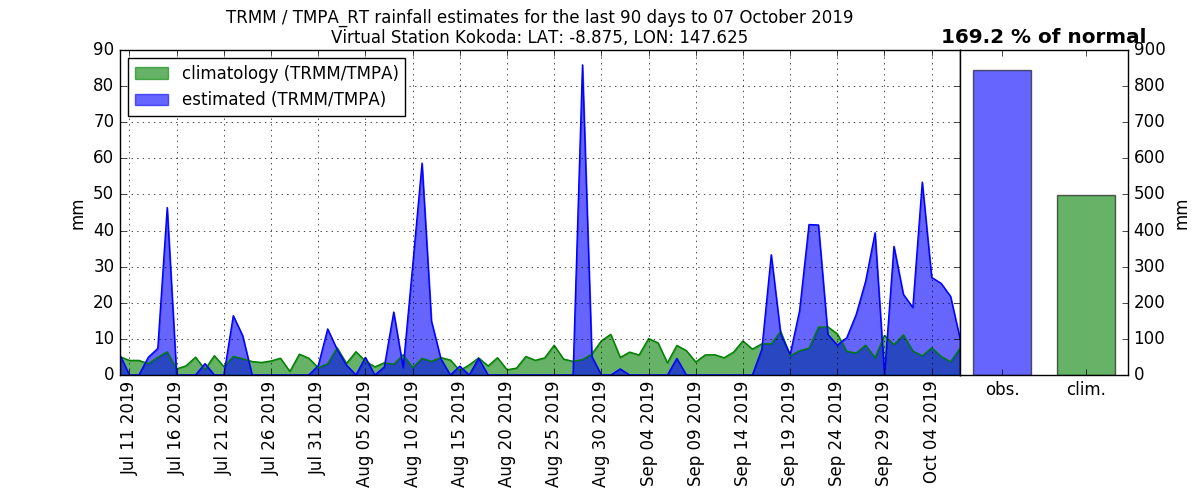 TRMM / TMPA_RT rainfall estimates for the last 90 days to 07 October 2019
Virtual Station Kokoda: LAT: -8.875, LON: 147.625
169.2 % of normal
climatology (TRMM/TMPA)
estimated (TRMM/TMPA)
mm
90
80
70
60
50
40
30
20
10
0
Jul 11 2019
Jul 16 2019
Jul 21 2019
Jul 26 2019
Jul 31 2019
Aug 05 2019
Aug 10 2019
Aug 15 2019
Aug 20 2019
Aug 25 2019
Aug 30 2019
Sep 04 2019
Sep 09 2019
Sep 14 2019
Sep 19 2019
Sep 24 2019
Sep 29 2019
Oct 04 2019
900
800
700
600
500
400
300
200
100
0
mm
obs.
clim.